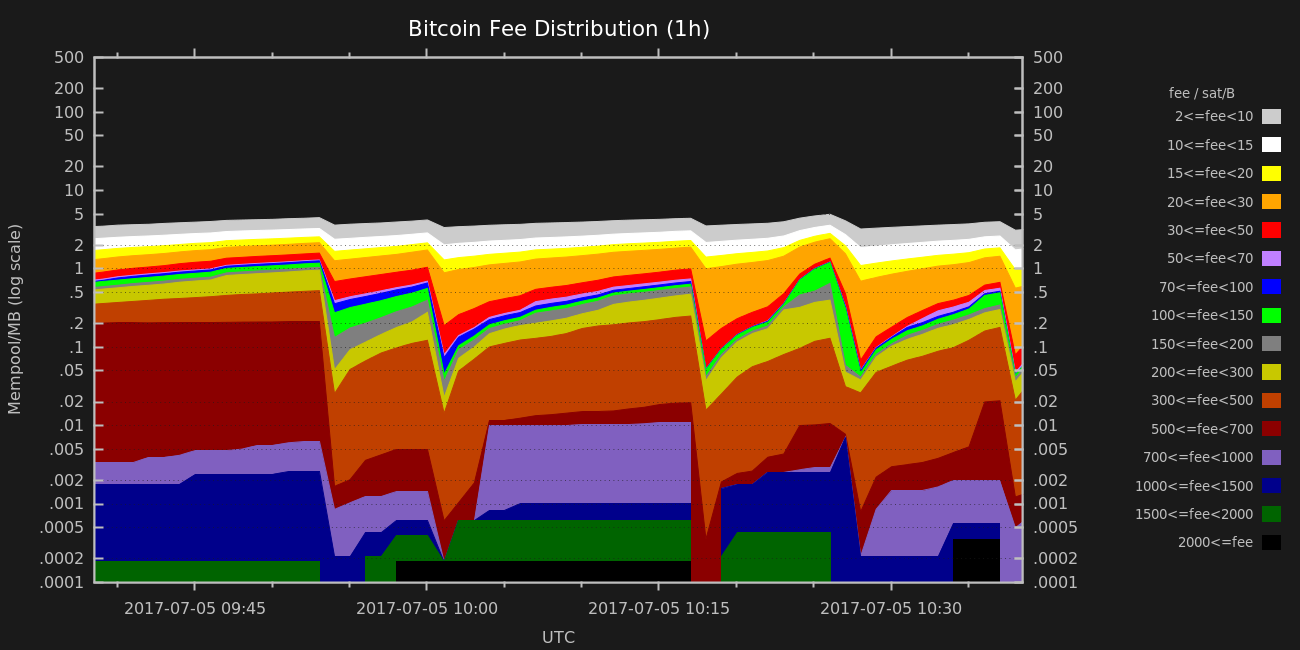 Bitcoin Fee Distribution (1h)
500 500
200 200
100 100
50 50
20 20
10 10
5 5
2 2
1 1
.5 .5
.2 .2
.1 .1
.05 .05
.02 .02
.01 .01
.005 .005
.002 .002
.001 .001
.0005 .0005
.0002 .0002
.0001 .0001
Mempool/MB (log scale)
2017-07-05 09:45 2017-07-05 10:00 2017-07-05 10:15 2017-07-05 10:30
UTC
fee / sat/B
2<=fee<10
10<=fee<15
15<=fee<20
20<=fee<30
30<=fee<50
50<=fee<70
70<=fee<100
100<=fee<150
150<=fee<200
200<=fee<300
300<=fee<500
500<=fee<700
700<=fee<1000
1000<=fee<1500
1500<=fee<2000
2000<=fee